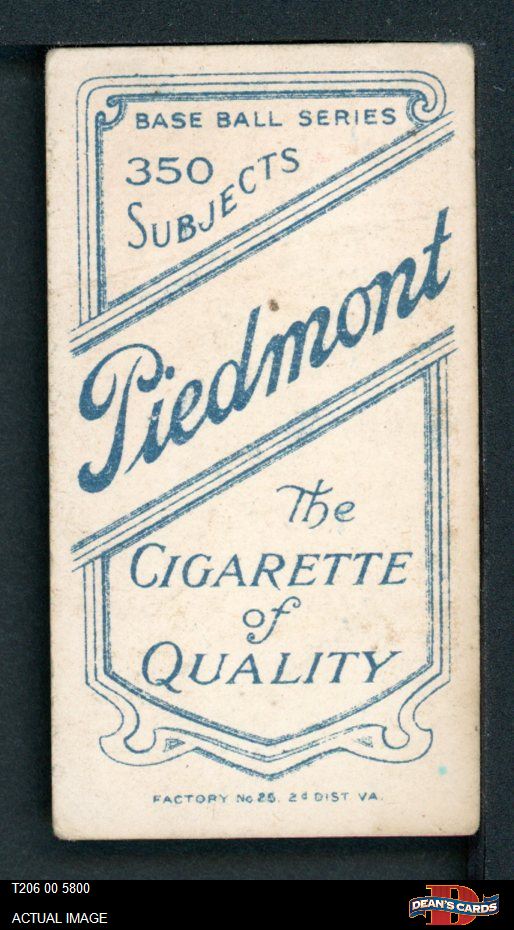 BASE BALL SERIES
350
SUBJECTS
Piedmont
The
CIGARETTE
of
QUALITY
FACTORY No 25. 2d DIST VA.
T206 00 5800
ACTUAL IMAGE
D
DEAN'S CARDS